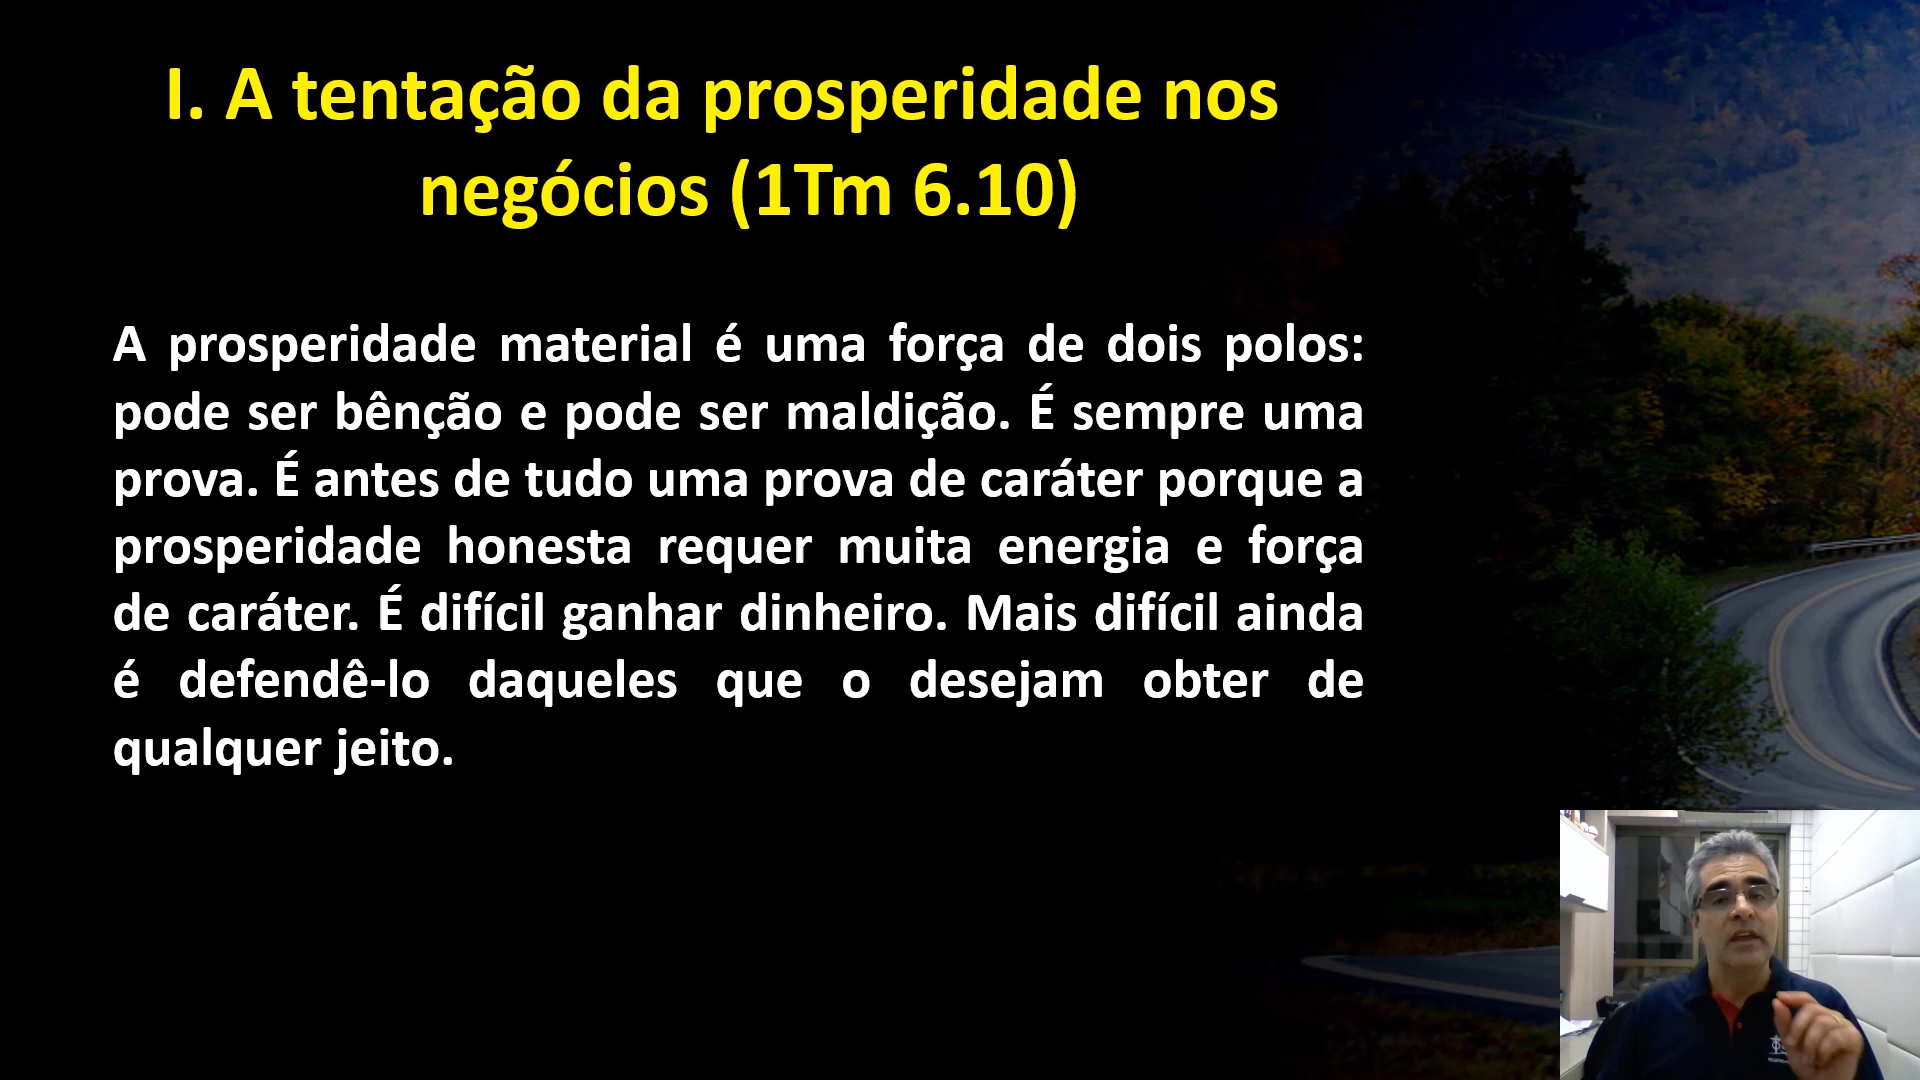 I. A tentação da prosperidade nos
negócios (1Tm 6.10)
A prosperidade material é uma força de dois polos:
pode ser bênção e pode ser maldição. É sempre uma
prova. É antes de tudo uma prova de caráter porque a
prosperidade honesta requer muita energia e força
de caráter. É difícil ganhar dinheiro. Mais difícil ainda
é defendê-lo daqueles que o desejam obter de
qualquer jeito.